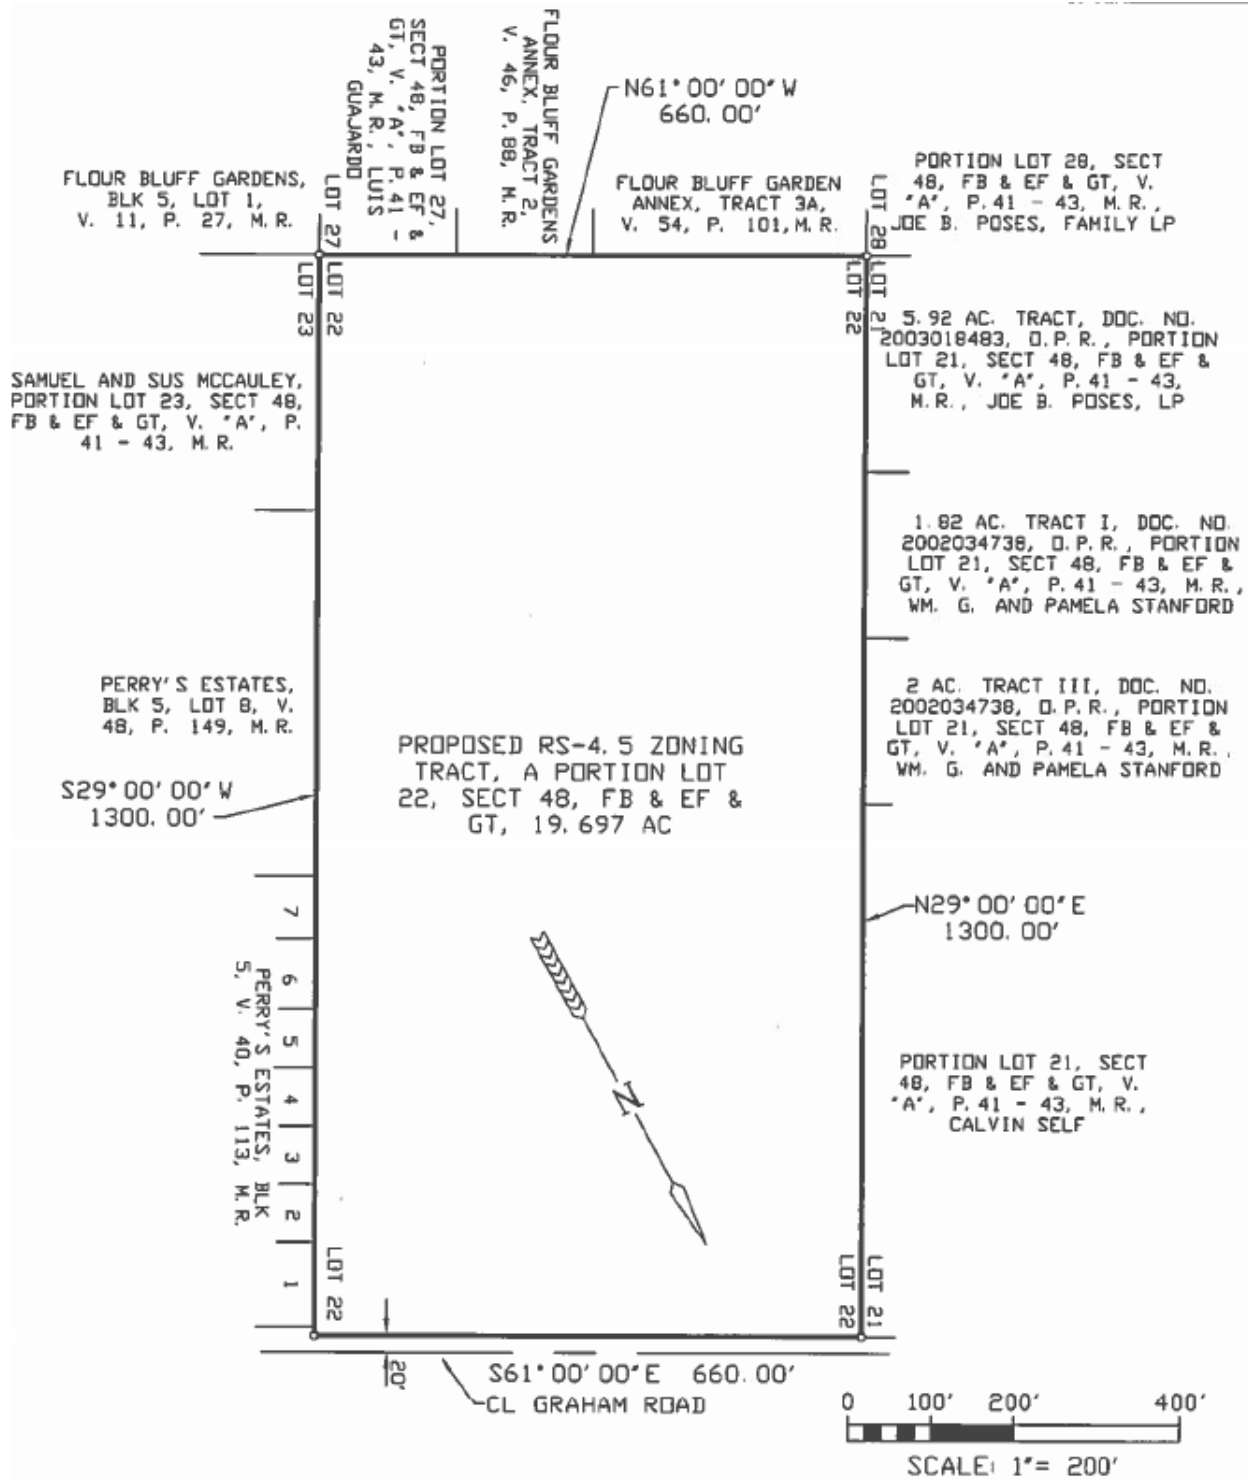 PORTION LOT 27,
SECT 48, FB & EF &
GT, V. "A", P. 41 -
43, M.R., LUIS
GUAJARDO
FLOUR BLUFF GARDENS
ANNEX, TRACT 2,
V. 46, P. 88, M.R.
N61°00'00"W
660.00'
FLOUR BLUFF GARDENS,
BLK 5, LOT 1,
V. 11, P. 27, M.R.
FLOUR BLUFF GARDEN
ANNEX, TRACT 3A,
V. 54, P. 101, M.R.
PORTION LOT 28, SECT
48, FB & EF & GT, V.
"A", P. 41 - 43, M.R.,
JOE B. POSES, FAMILY LP
LOT 27
LOT 28
LOT 23
LOT 22
LOT 22
LOT 21
5.92 AC. TRACT, DOC. NO.
2003018483, O.P.R., PORTION
LOT 21, SECT 48, FB & EF &
GT, V. "A", P. 41 - 43,
M.R., JOE B. POSES, LP
SAMUEL AND SUS MCCAULEY,
PORTION LOT 23, SECT 48,
FB & EF & GT, V. "A", P.
41 - 43, M.R.
1.82 AC. TRACT I, DOC. NO.
2002034738, O.P.R., PORTION
LOT 21, SECT 48, FB & EF &
GT, V. "A", P. 41 - 43, M.R.,
WM. G. AND PAMELA STANFORD
PERRY'S ESTATES,
BLK 5, LOT 8, V.
48, P. 149, M.R.
2 AC. TRACT III, DOC. NO.
2002034738, O.P.R., PORTION
LOT 21, SECT 48, FB & EF &
GT, V. "A", P. 41 - 43, M.R.,
WM. G. AND PAMELA STANFORD
PROPOSED RS-4.5 ZONING
TRACT, A PORTION LOT
22, SECT 48, FB & EF &
GT, 19.697 AC
S29°00'00"W
1300.00'
N29°00'00"E
1300.00'
7
6
5
4
3
2
1
PERRY'S ESTATES, BLK
5, V. 40, P. 113, M.R.
N
PORTION LOT 21, SECT
48, FB & EF & GT, V.
"A", P. 41 - 43, M.R.,
CALVIN SELF
LOT 22
LOT 22
LOT 21
20'
S61°00'00"E 660.00'
CL GRAHAM ROAD
0 100' 200' 400'
SCALE: 1"= 200'